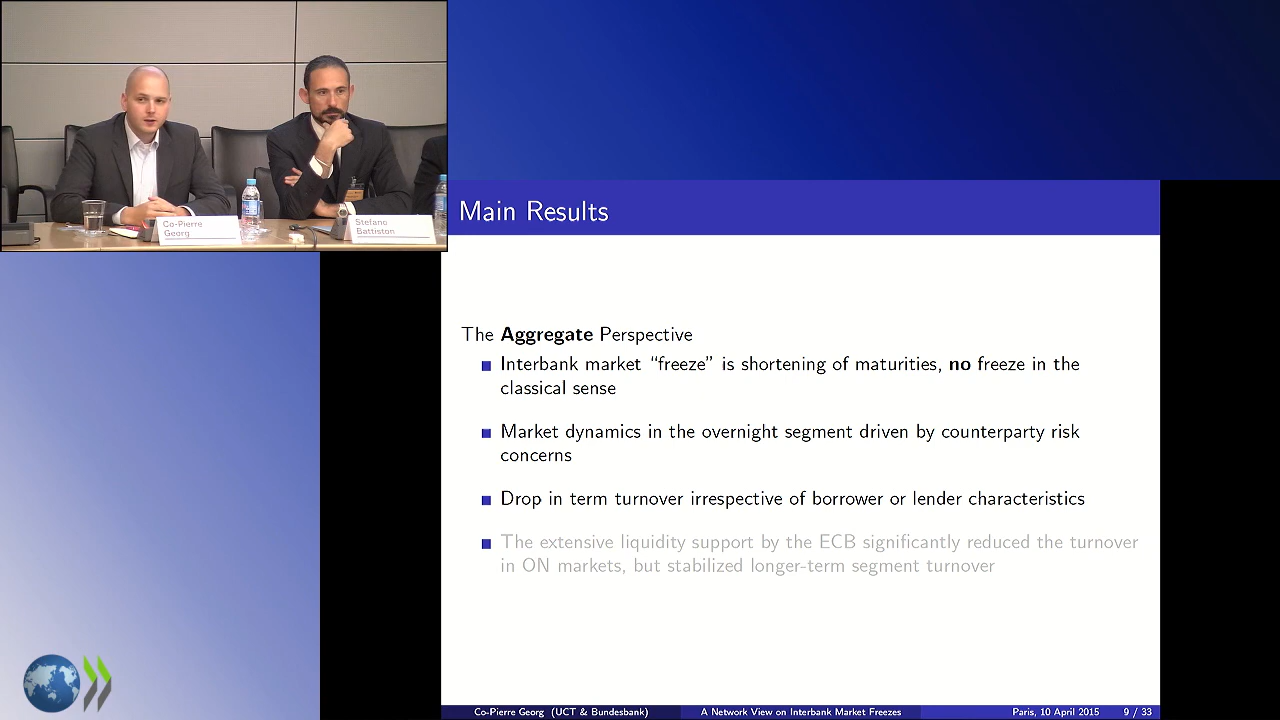 Co-Pierre
Georg
Stefano
Battiston
Main Results
The Aggregate Perspective
Interbank market “freeze” is shortening of maturities, no freeze in the
classical sense
Market dynamics in the overnight segment driven by counterparty risk
concerns
Drop in term turnover irrespective of borrower or lender characteristics
The extensive liquidity support by the ECB significantly reduced the turnover
in ON markets, but stabilized longer-term segment turnover
Co-Pierre Georg (UCT & Bundesbank)
A Network View on Interbank Market Freezes
Paris, 10 April 2015
9 / 33